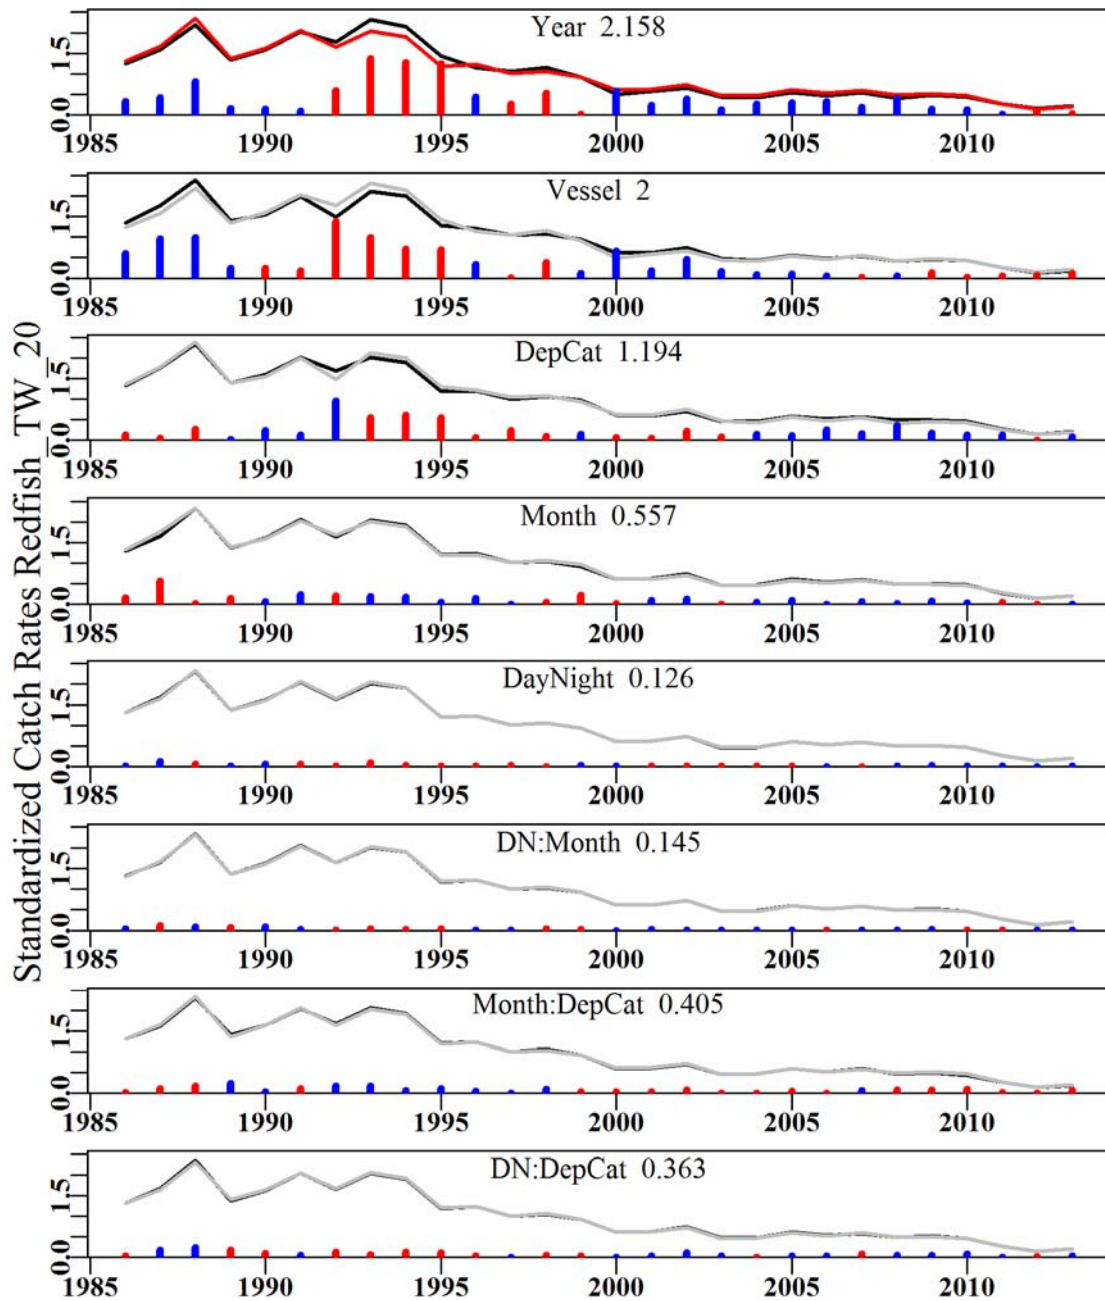 Standardized Catch Rates Redfish_TW_20
Year 2.158
0.0 1.5
1985 1990 1995 2000 2005 2010
Vessel 2
0.0 1.5
1985 1990 1995 2000 2005 2010
DepCat 1.194
0.0 1.5
1985 1990 1995 2000 2005 2010
Month 0.557
0.0 1.5
1985 1990 1995 2000 2005 2010
DayNight 0.126
0.0 1.5
1985 1990 1995 2000 2005 2010
DN:Month 0.145
0.0 1.5
1985 1990 1995 2000 2005 2010
Month:DepCat 0.405
0.0 1.5
1985 1990 1995 2000 2005 2010
DN:DepCat 0.363
0.0 1.5
1985 1990 1995 2000 2005 2010